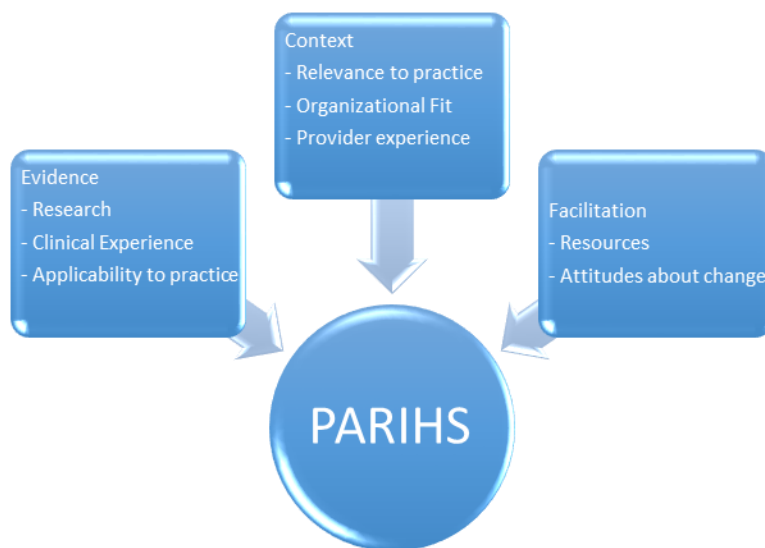 Context
- Relevance to practice
- Organizational Fit
- Provider experience
Evidence
- Research
- Clinical Experience
- Applicability to practice
Facilitation
- Resources
- Attitudes about change
PARIHS